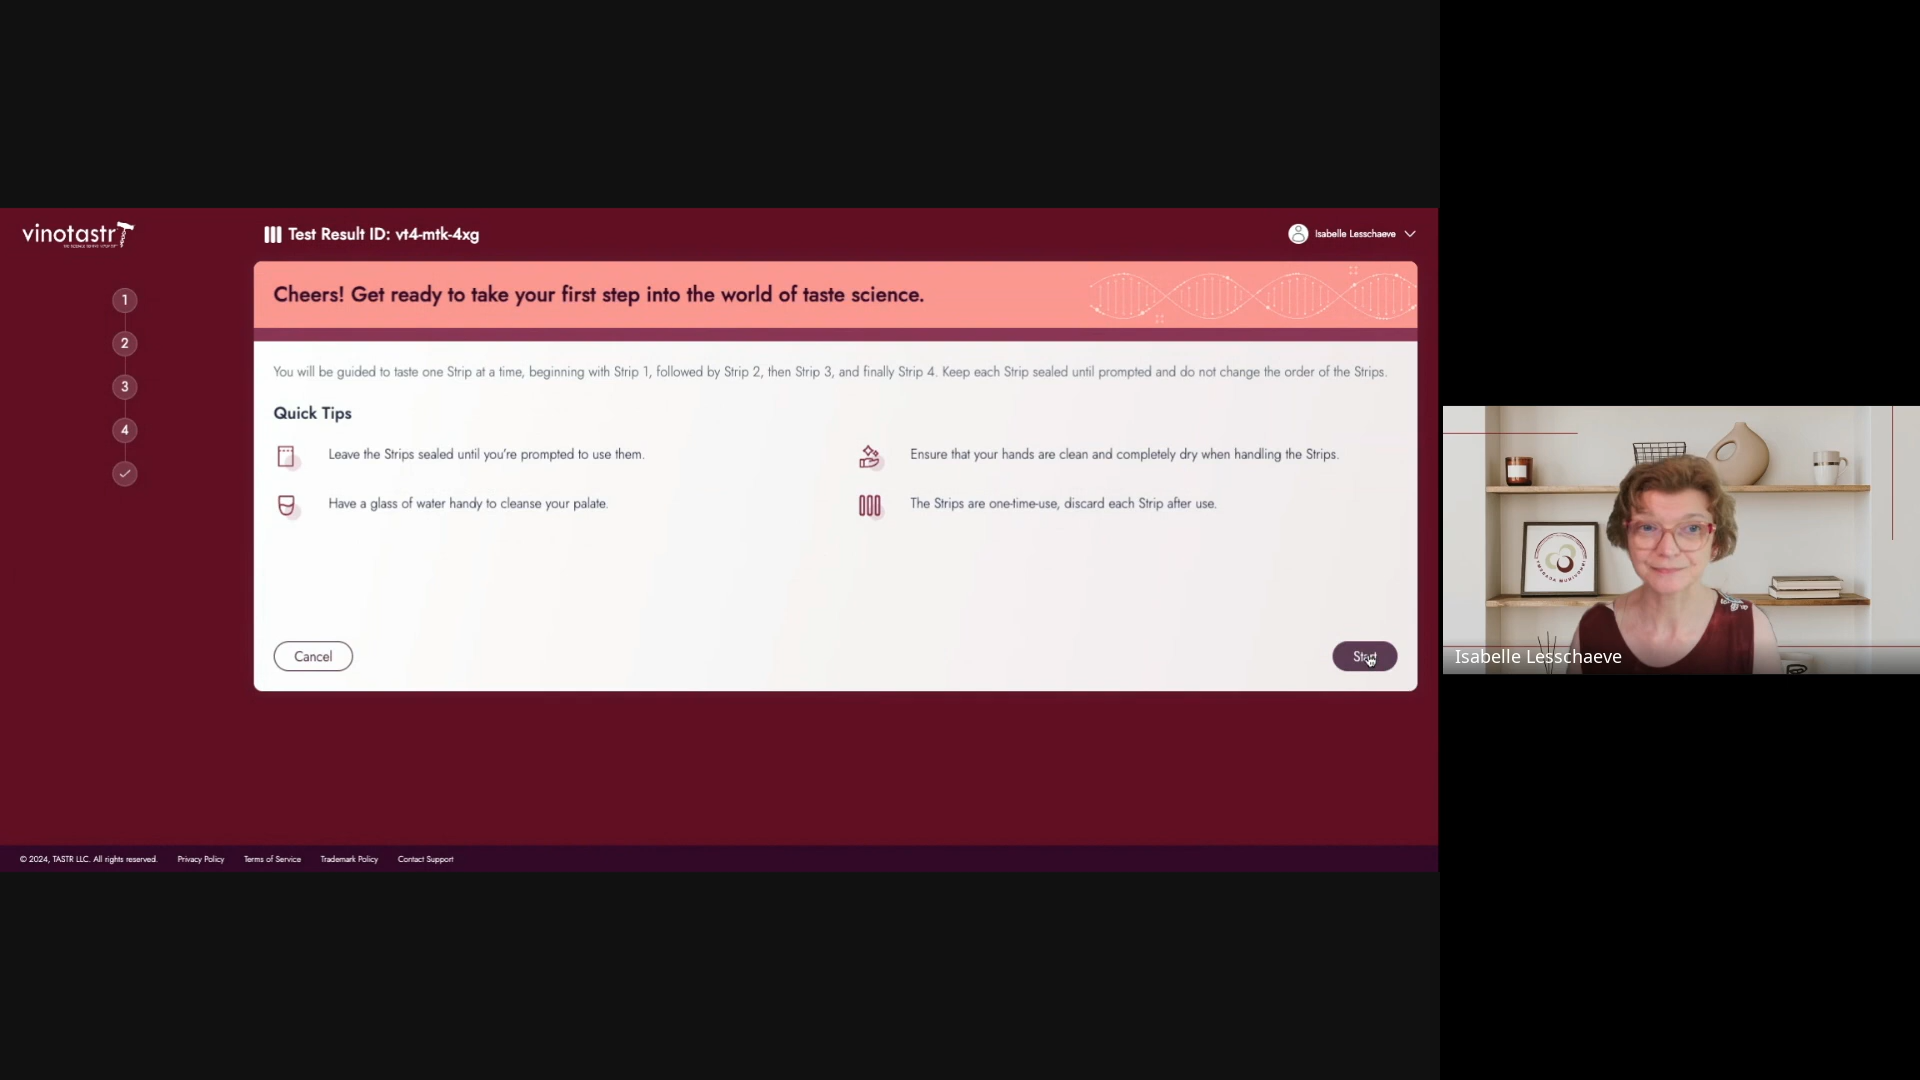 vinotastr
Test Result ID: vt4-mtk-4xg
Isabelle Lesschaeve
1
2
3
4
Cheers! Get ready to take your first step into the world of taste science.
You will be guided to taste one Strip at a time, beginning with Strip 1, followed by Strip 2, then Strip 3, and finally Strip 4. Keep each Strip sealed until prompted and do not change the order of the Strips.
Quick Tips
Leave the Strips sealed until you're prompted to use them.
Ensure that your hands are clean and completely dry when handling the Strips.
Have a glass of water handy to cleanse your palate.
The Strips are one-time-use, discard each Strip after use.
Cancel
Start
© 2024, TASTR LLC. All rights reserved. Privacy Policy Terms of Service Trademark Policy Contact Support
Isabelle Lesschaeve